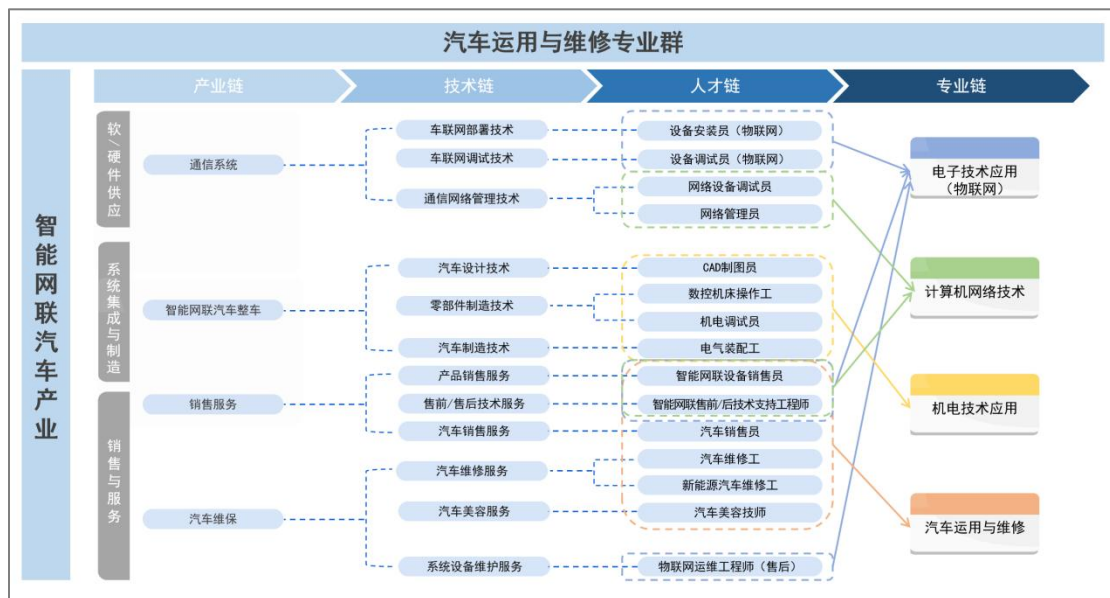 汽车运用与维修专业群
智能网联汽车产业
产业链
技术链
人才链
专业链
软/硬件供应
系统集成与制造
销售与服务
通信系统
智能网联汽车整车
销售服务
汽车维保
车联网部署技术
车联网调试技术
通信网络管理技术
汽车设计技术
零部件制造技术
汽车制造技术
产品销售服务
售前/售后技术服务
汽车销售服务
汽车维修服务
汽车美容服务
系统设备维护服务
设备安装员（物联网）
设备调试员（物联网）
网络设备调试员
网络管理员
CAD制图员
数控机床操作工
机电调试员
电气装配工
智能网联设备销售员
智能网联售前/后技术支持工程师
汽车销售员
汽车维修工
新能源汽车维修工
汽车美容技师
物联网运维工程师（售后）
电子技术应用
（物联网）
计算机网络技术
机电技术应用
汽车运用与维修